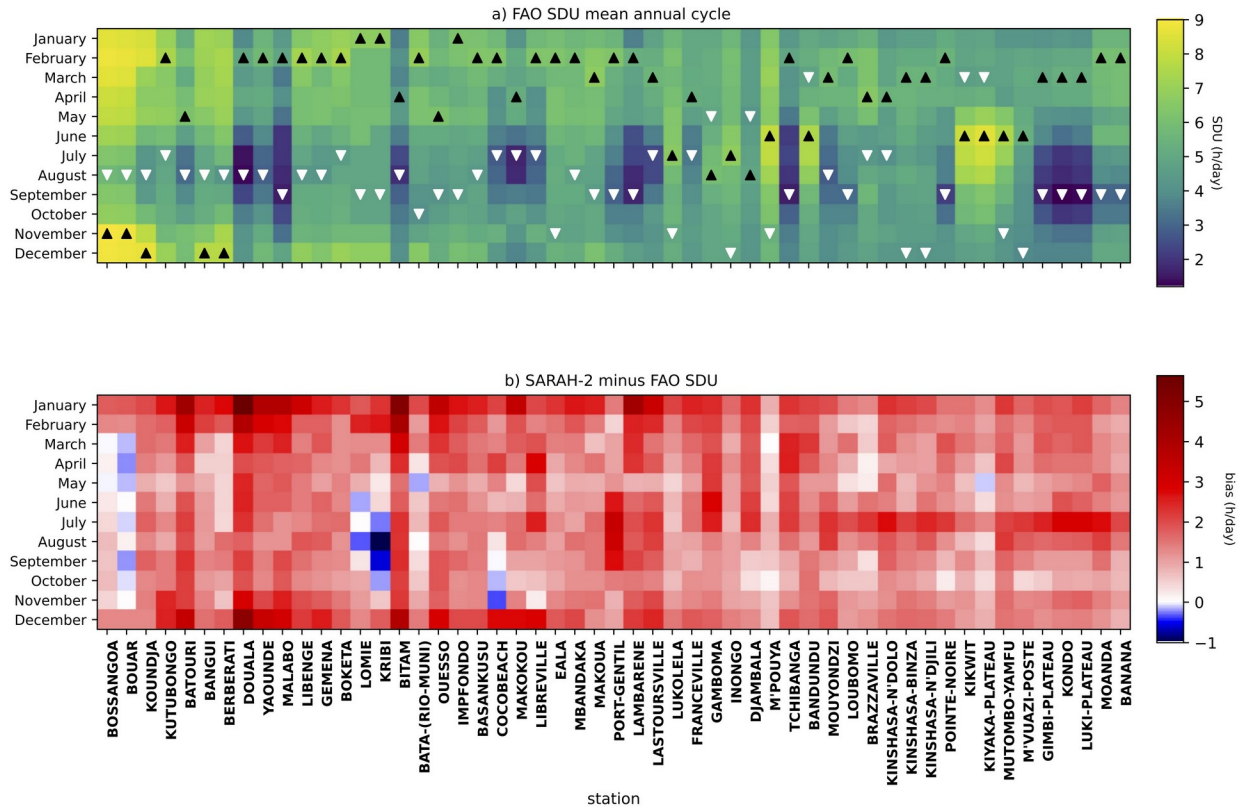 a) FAO SDU mean annual cycle
January
February
March
April
May
June
July
August
September
October
November
December
9
8
7
6
5
4
3
2
SDU (h/day)
b) SARAH-2 minus FAO SDU
January
February
March
April
May
June
July
August
September
October
November
December
5
4
3
2
1
0
−1
bias (h/day)
BOSSANGOA
BOUAR
KOUNDJA
KUTUBONGO
BATOURI
BANGUI
BERBERATI
DOUALA
YAOUNDE
MALABO
LIBENGE
GEMENA
BOKETA
LOMIE
KRIBI
BITAM
BATA-(RIO-MUNI)
OUESSO
IMPFONDO
BASANKUSU
COCOBEACH
MAKOKOU
LIBREVILLE
EALA
MBANDAKA
MAKOUA
PORT-GENTIL
LAMBARENE
LASTOURSVILLE
LUKOLELA
FRANCEVILLE
GAMBOMA
INONGO
DJAMBALA
M'POUYA
TCHIBANGA
BANDUNDU
MOUYONDZI
LOUBOMO
BRAZZAVILLE
KINSHASA-N'DOLO
KINSHASA-BINZA
KINSHASA-N'DJILI
POINTE-NOIRE
KIKWIT
KIYAKA-PLATEAU
MUTOMBO-YAMFU
M'VUAZI-POSTE
GIMBI-PLATEAU
KONDO
LUKI-PLATEAU
MOANDA
BANANA
station